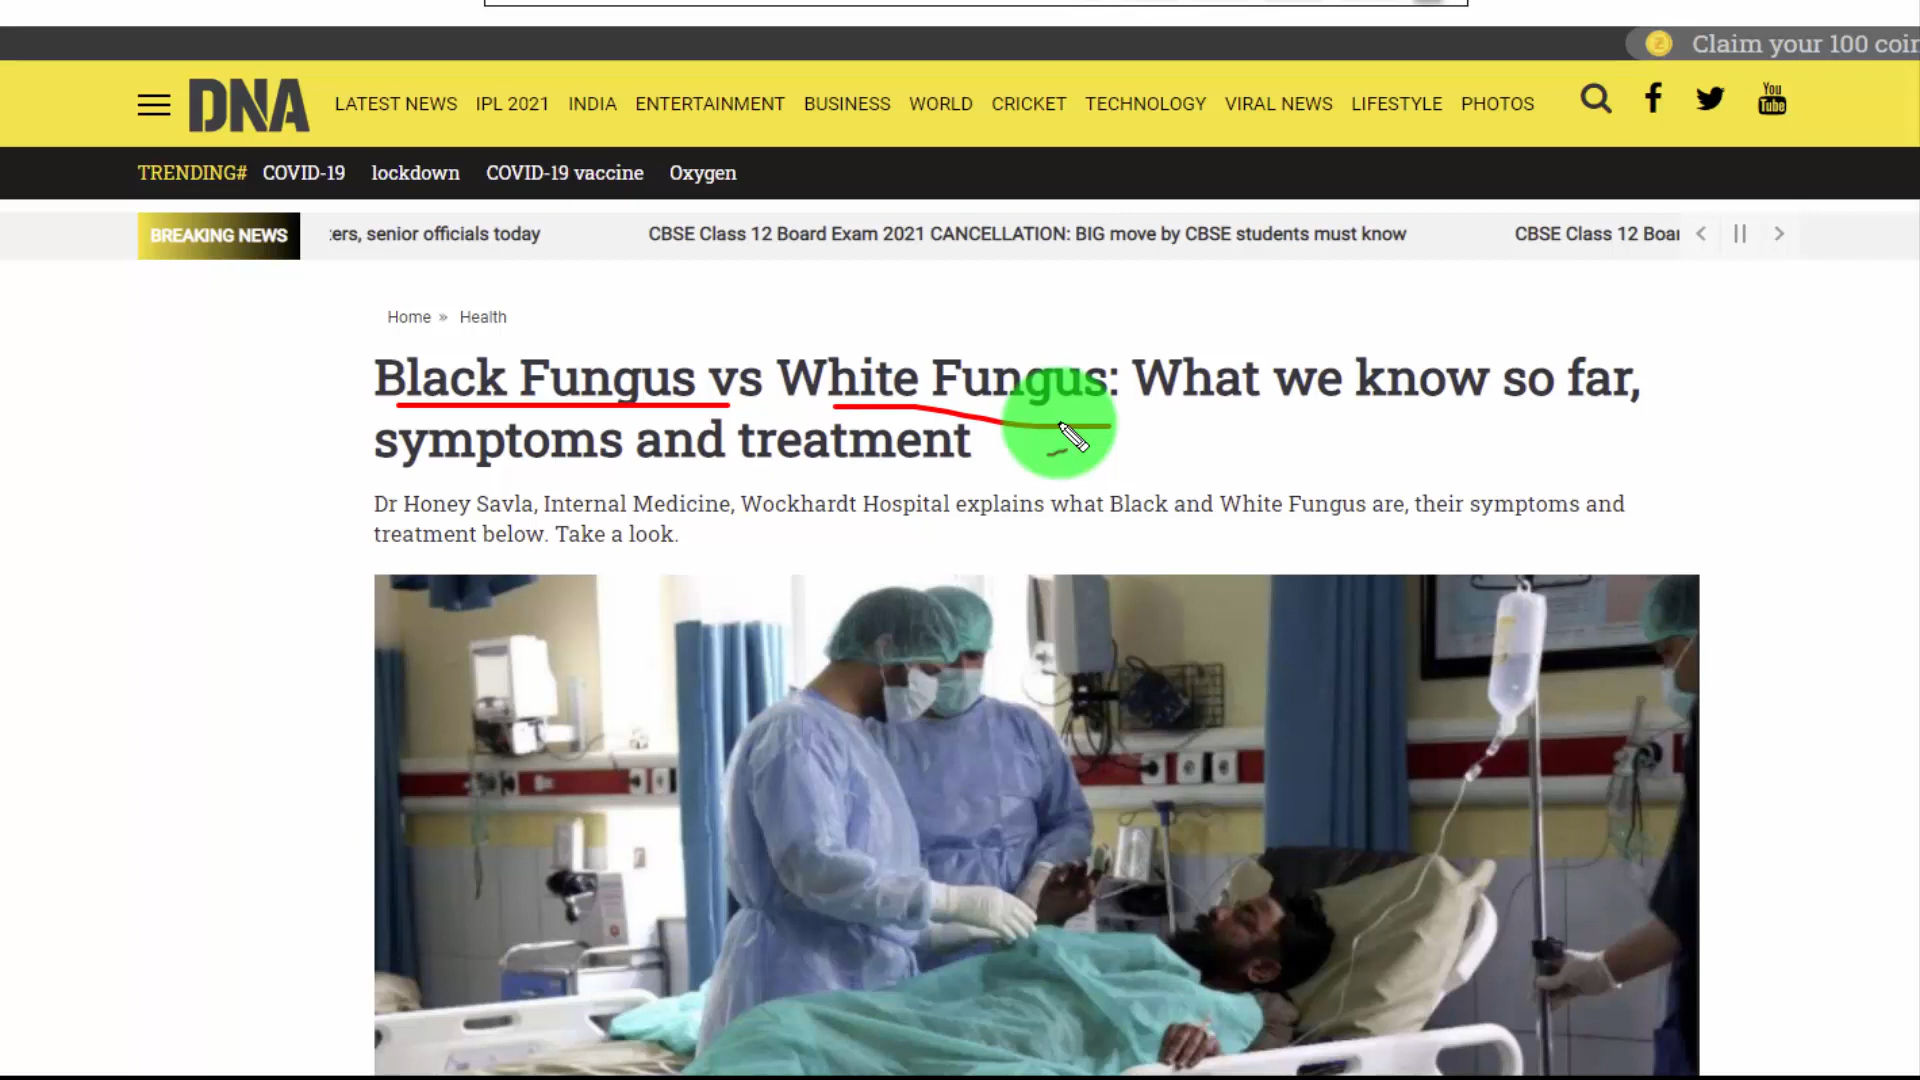 Claim your 100 coin
DNA LATEST NEWS IPL 2021 INDIA ENTERTAINMENT BUSINESS WORLD CRICKET TECHNOLOGY VIRAL NEWS LIFESTYLE PHOTOS You Tube
TRENDING# COVID-19 lockdown COVID-19 vaccine Oxygen
BREAKING NEWS ters, senior officials today CBSE Class 12 Board Exam 2021 CANCELLATION: BIG move by CBSE students must know CBSE Class 12 Boar
Home » Health
Black Fungus vs White Fungus: What we know so far,
symptoms and treatment
Dr Honey Savla, Internal Medicine, Wockhardt Hospital explains what Black and White Fungus are, their symptoms and
treatment below. Take a look.